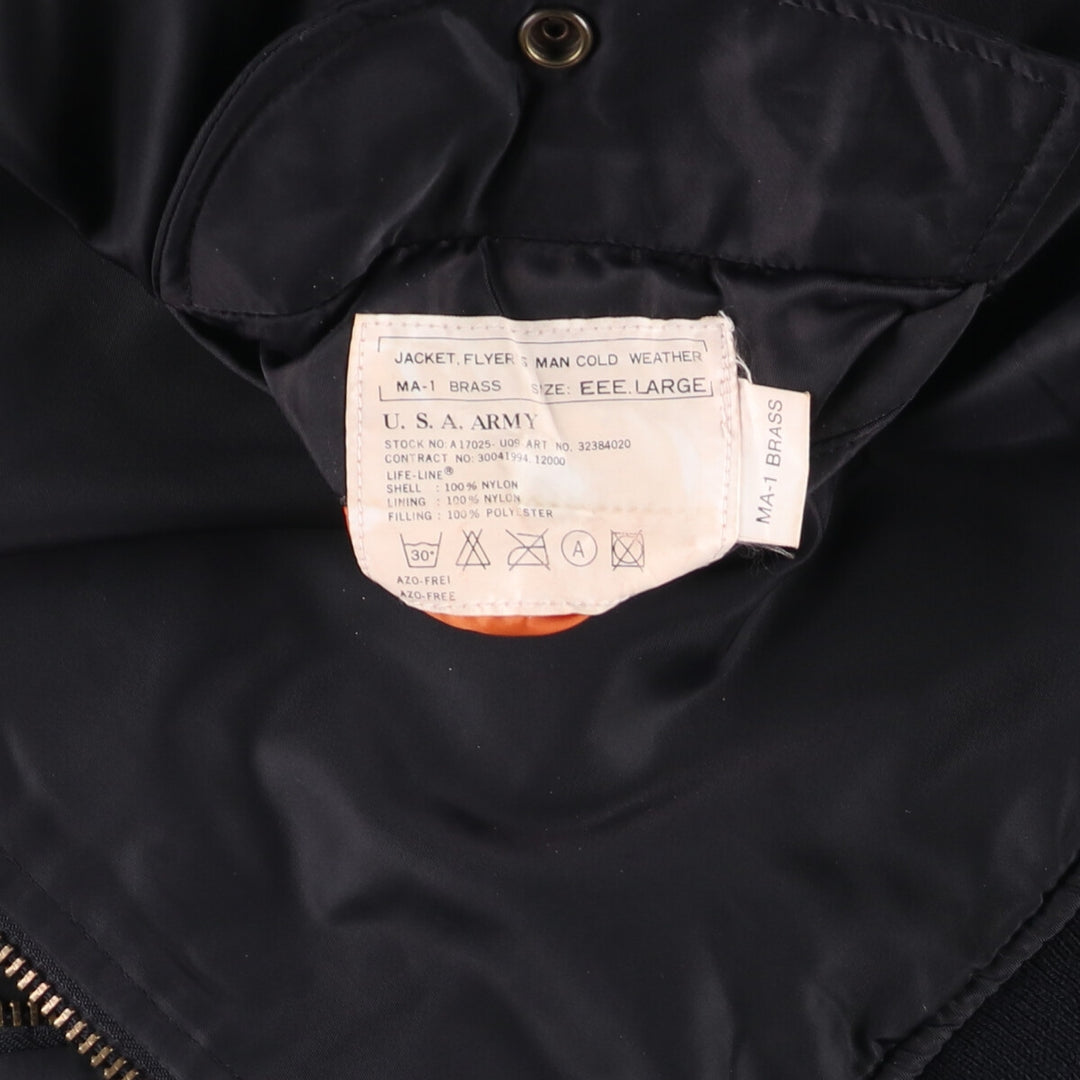 JACKET, FLYER'S MAN COLD WEATHER
MA-1 BRASS SIZE: EEE.LARGE
U. S. A. ARMY
STOCK NO: A17025- U09 ART NO. 32384020
CONTRACT NO: 30041994.12000
LIFE-LINE®
SHELL : 100% NYLON
LINING : 100% NYLON
FILLING : 100% POLYESTER
30°
A
AZO-FREI
AZO-FREE
MA-1 BRASS